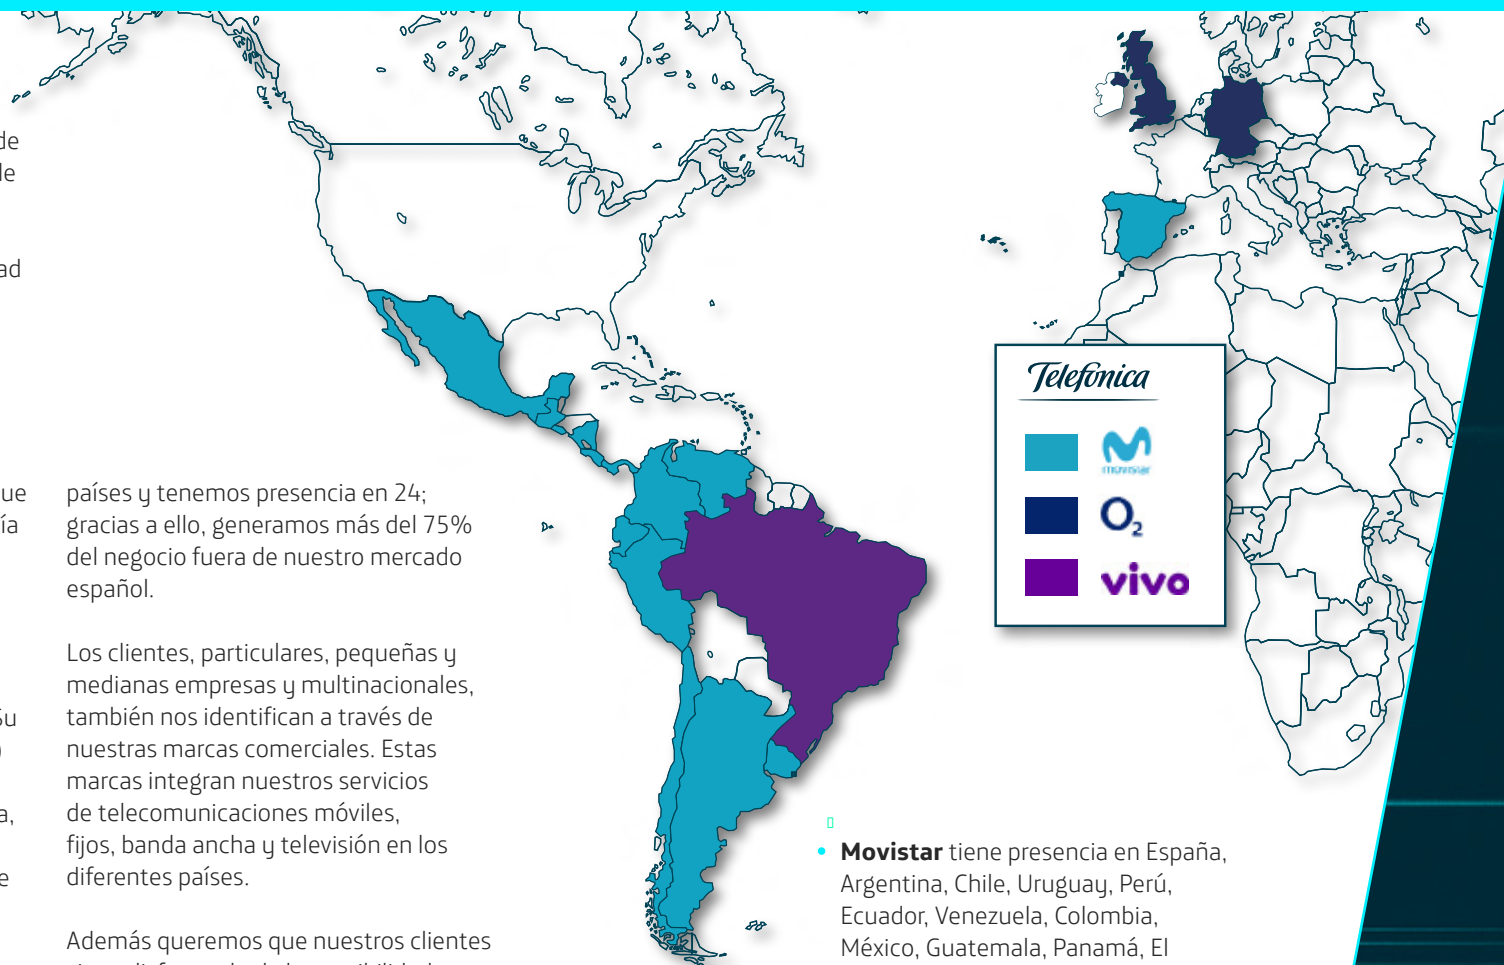 de
de
ad
ue
ía
Su
a,
e
países y tenemos presencia en 24;
gracias a ello, generamos más del 75%
del negocio fuera de nuestro mercado
español.
Los clientes, particulares, pequeñas y
medianas empresas y multinacionales,
también nos identifican a través de
nuestras marcas comerciales. Estas
marcas integran nuestros servicios
de telecomunicaciones móviles,
fijos, banda ancha y televisión en los
diferentes países.
Además queremos que nuestros clientes
Telefónica
movistar
O2
vivo
• Movistar tiene presencia en España,
Argentina, Chile, Uruguay, Perú,
Ecuador, Venezuela, Colombia,
México, Guatemala, Panamá, El